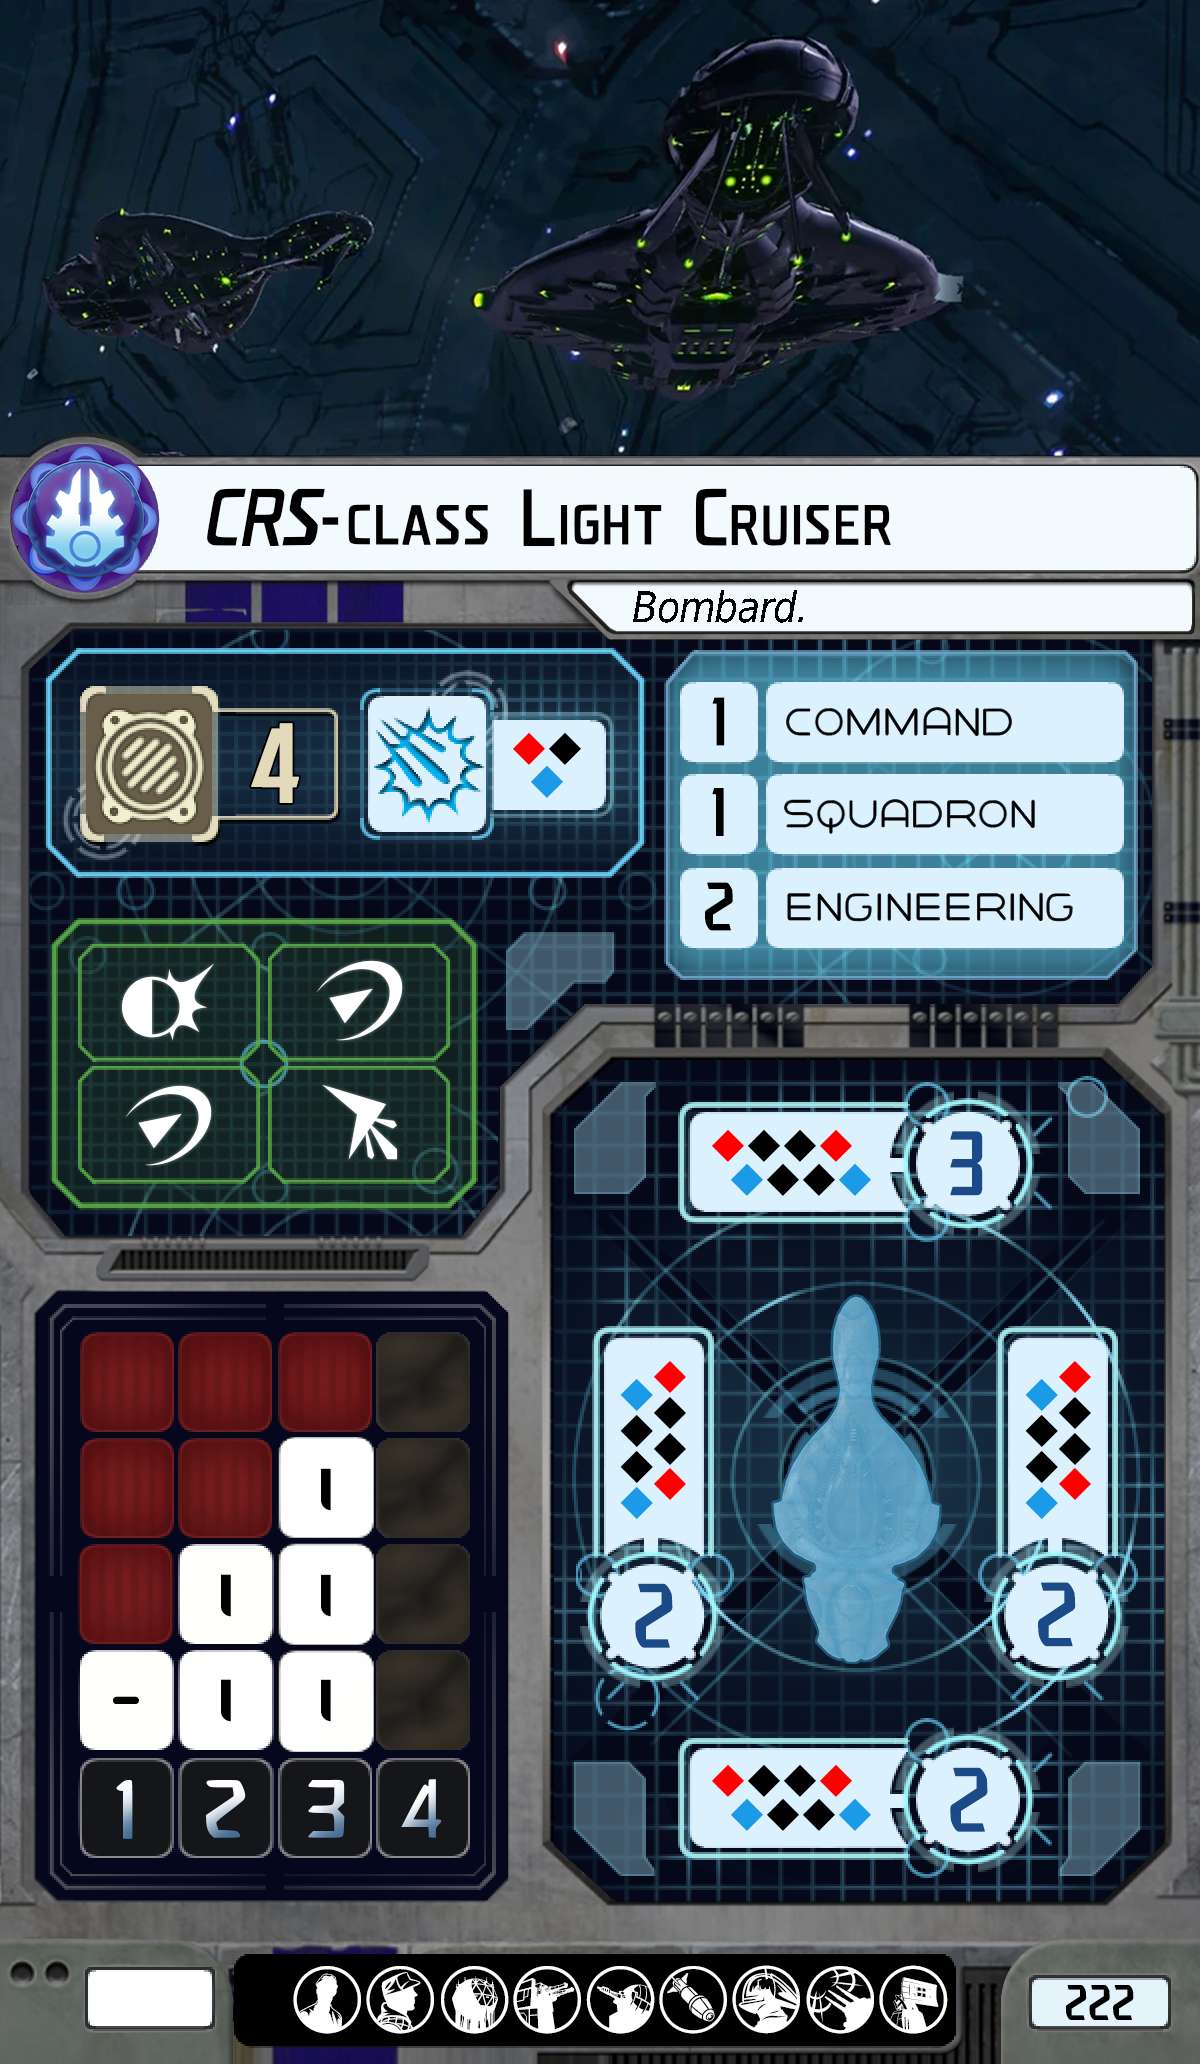 CRS-CLASS LIGHT CRUISER
Bombard.
4
1 COMMAND
1 SQUADRON
2 ENGINEERING
3
2 2
2
I
I I
- I I
1 2 3 4
222